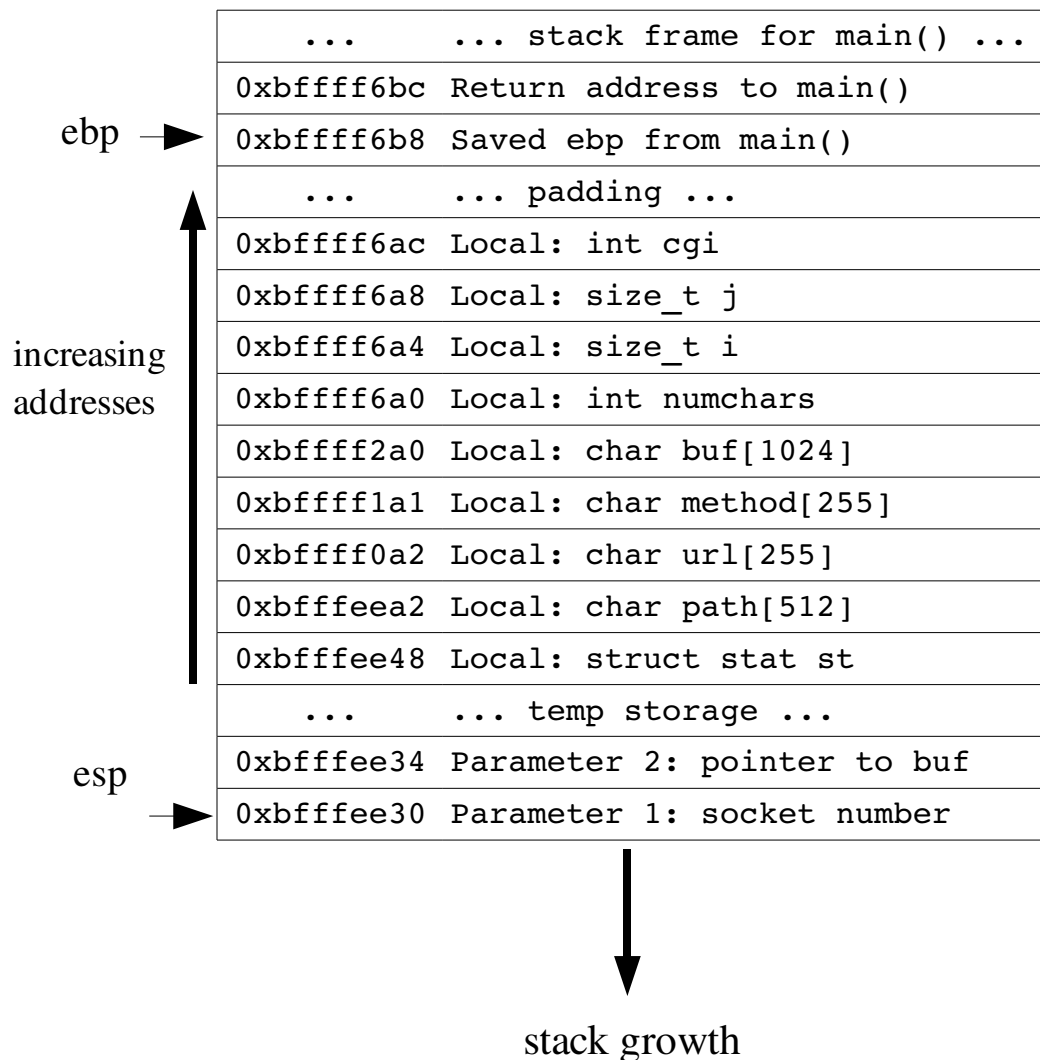 ... ... stack frame for main() ...
0xbffff6bc Return address to main()
ebp
0xbffff6b8 Saved ebp from main()
... ... padding ...
0xbffff6ac Local: int cgi
0xbffff6a8 Local: size_t j
increasing
addresses
0xbffff6a4 Local: size_t i
0xbffff6a0 Local: int numchars
0xbffff2a0 Local: char buf[1024]
0xbffff1a1 Local: char method[255]
0xbffff0a2 Local: char url[255]
0xbfffeea2 Local: char path[512]
0xbfffee48 Local: struct stat st
... ... temp storage ...
0xbfffee34 Parameter 2: pointer to buf
esp
0xbfffee30 Parameter 1: socket number
stack growth